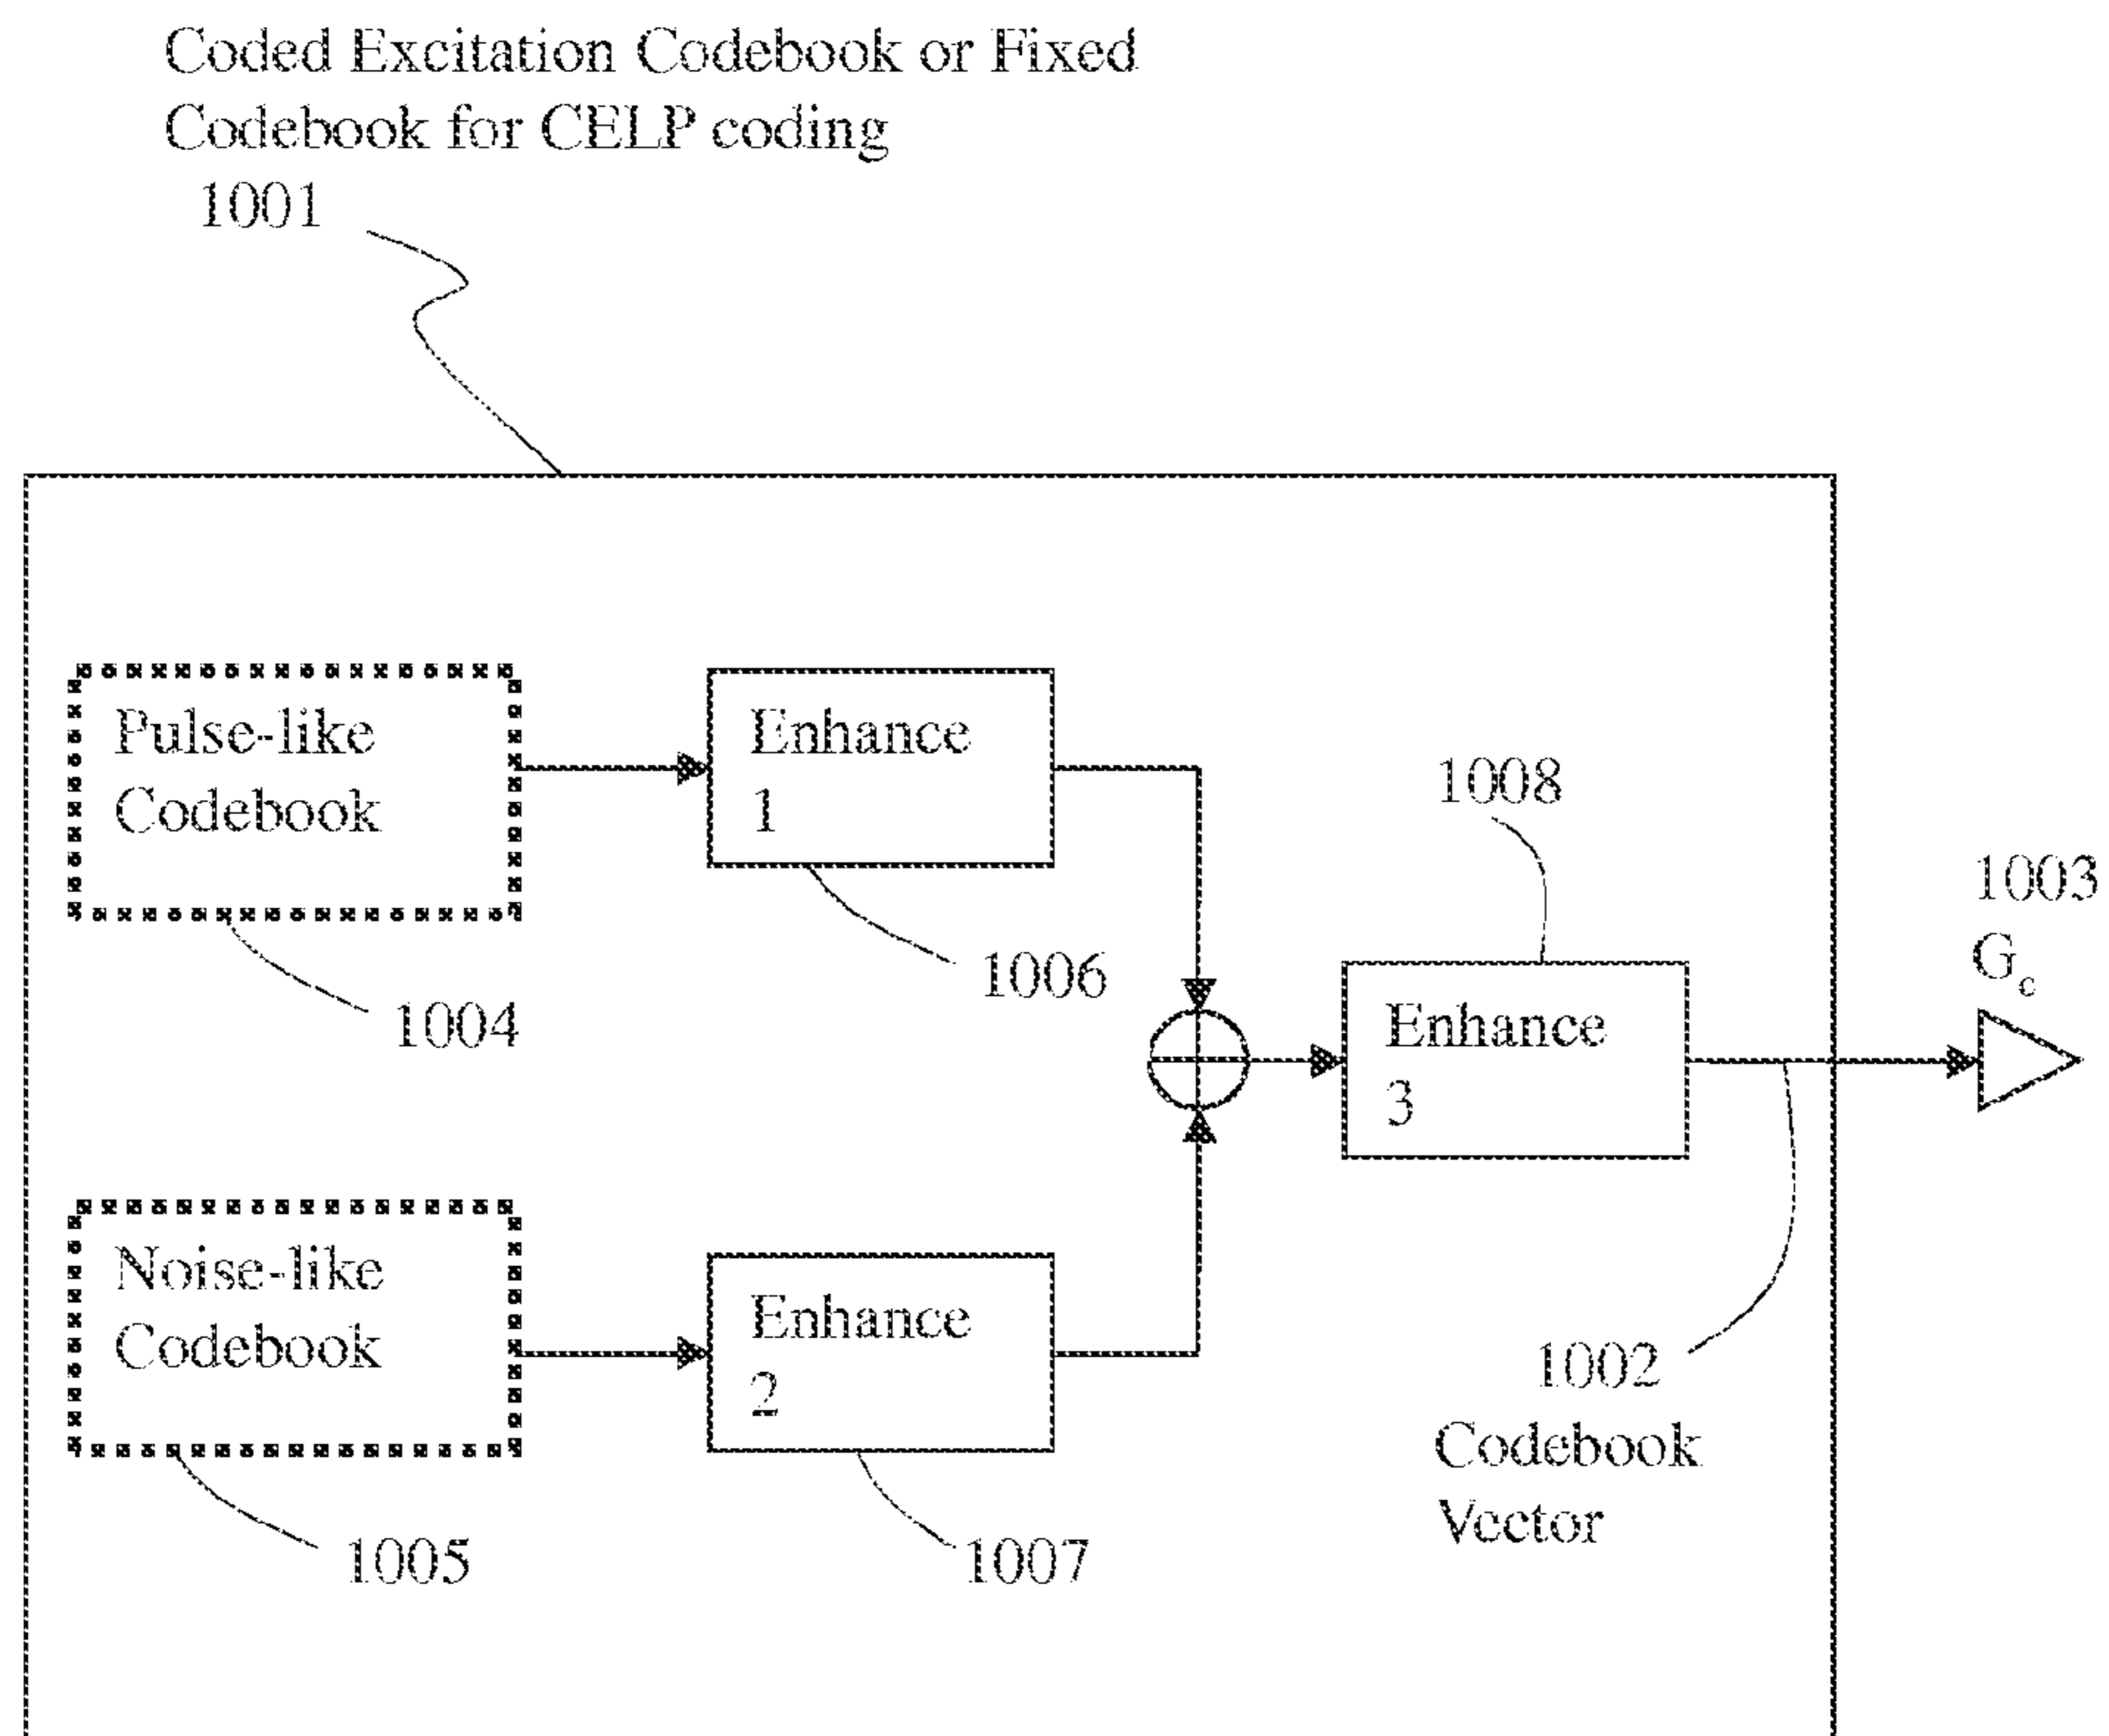 Coded Excitation Codebook or Fixed
Codebook for CELP coding
1001
Pulse-like
Codebook
Enhance
1
1008
1003
G_c
1006
1004
Enhance
3
Noise-like
Codebook
Enhance
2
1002
Codebook
Vector
1005
1007